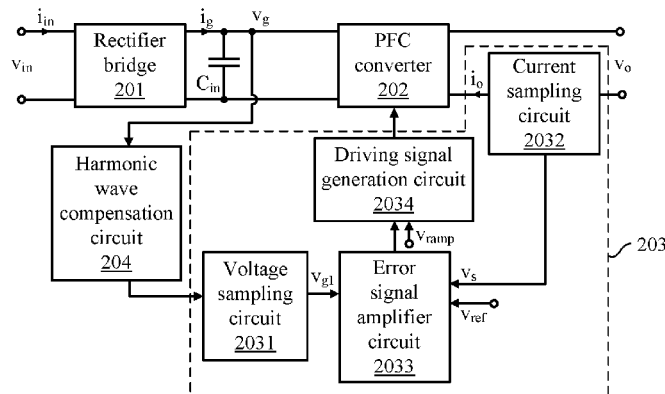 i_in
i_g
v_g
v_in
Rectifier
bridge
201
C_in
PFC
converter
202
i_o
Current
sampling
circuit
2032
v_o
Harmonic
wave
compensation
circuit
204
Driving signal
generation circuit
2034
v_ramp
203
Voltage
sampling
circuit
2031
v_g1
Error
signal
amplifier
circuit
2033
v_s
v_ref